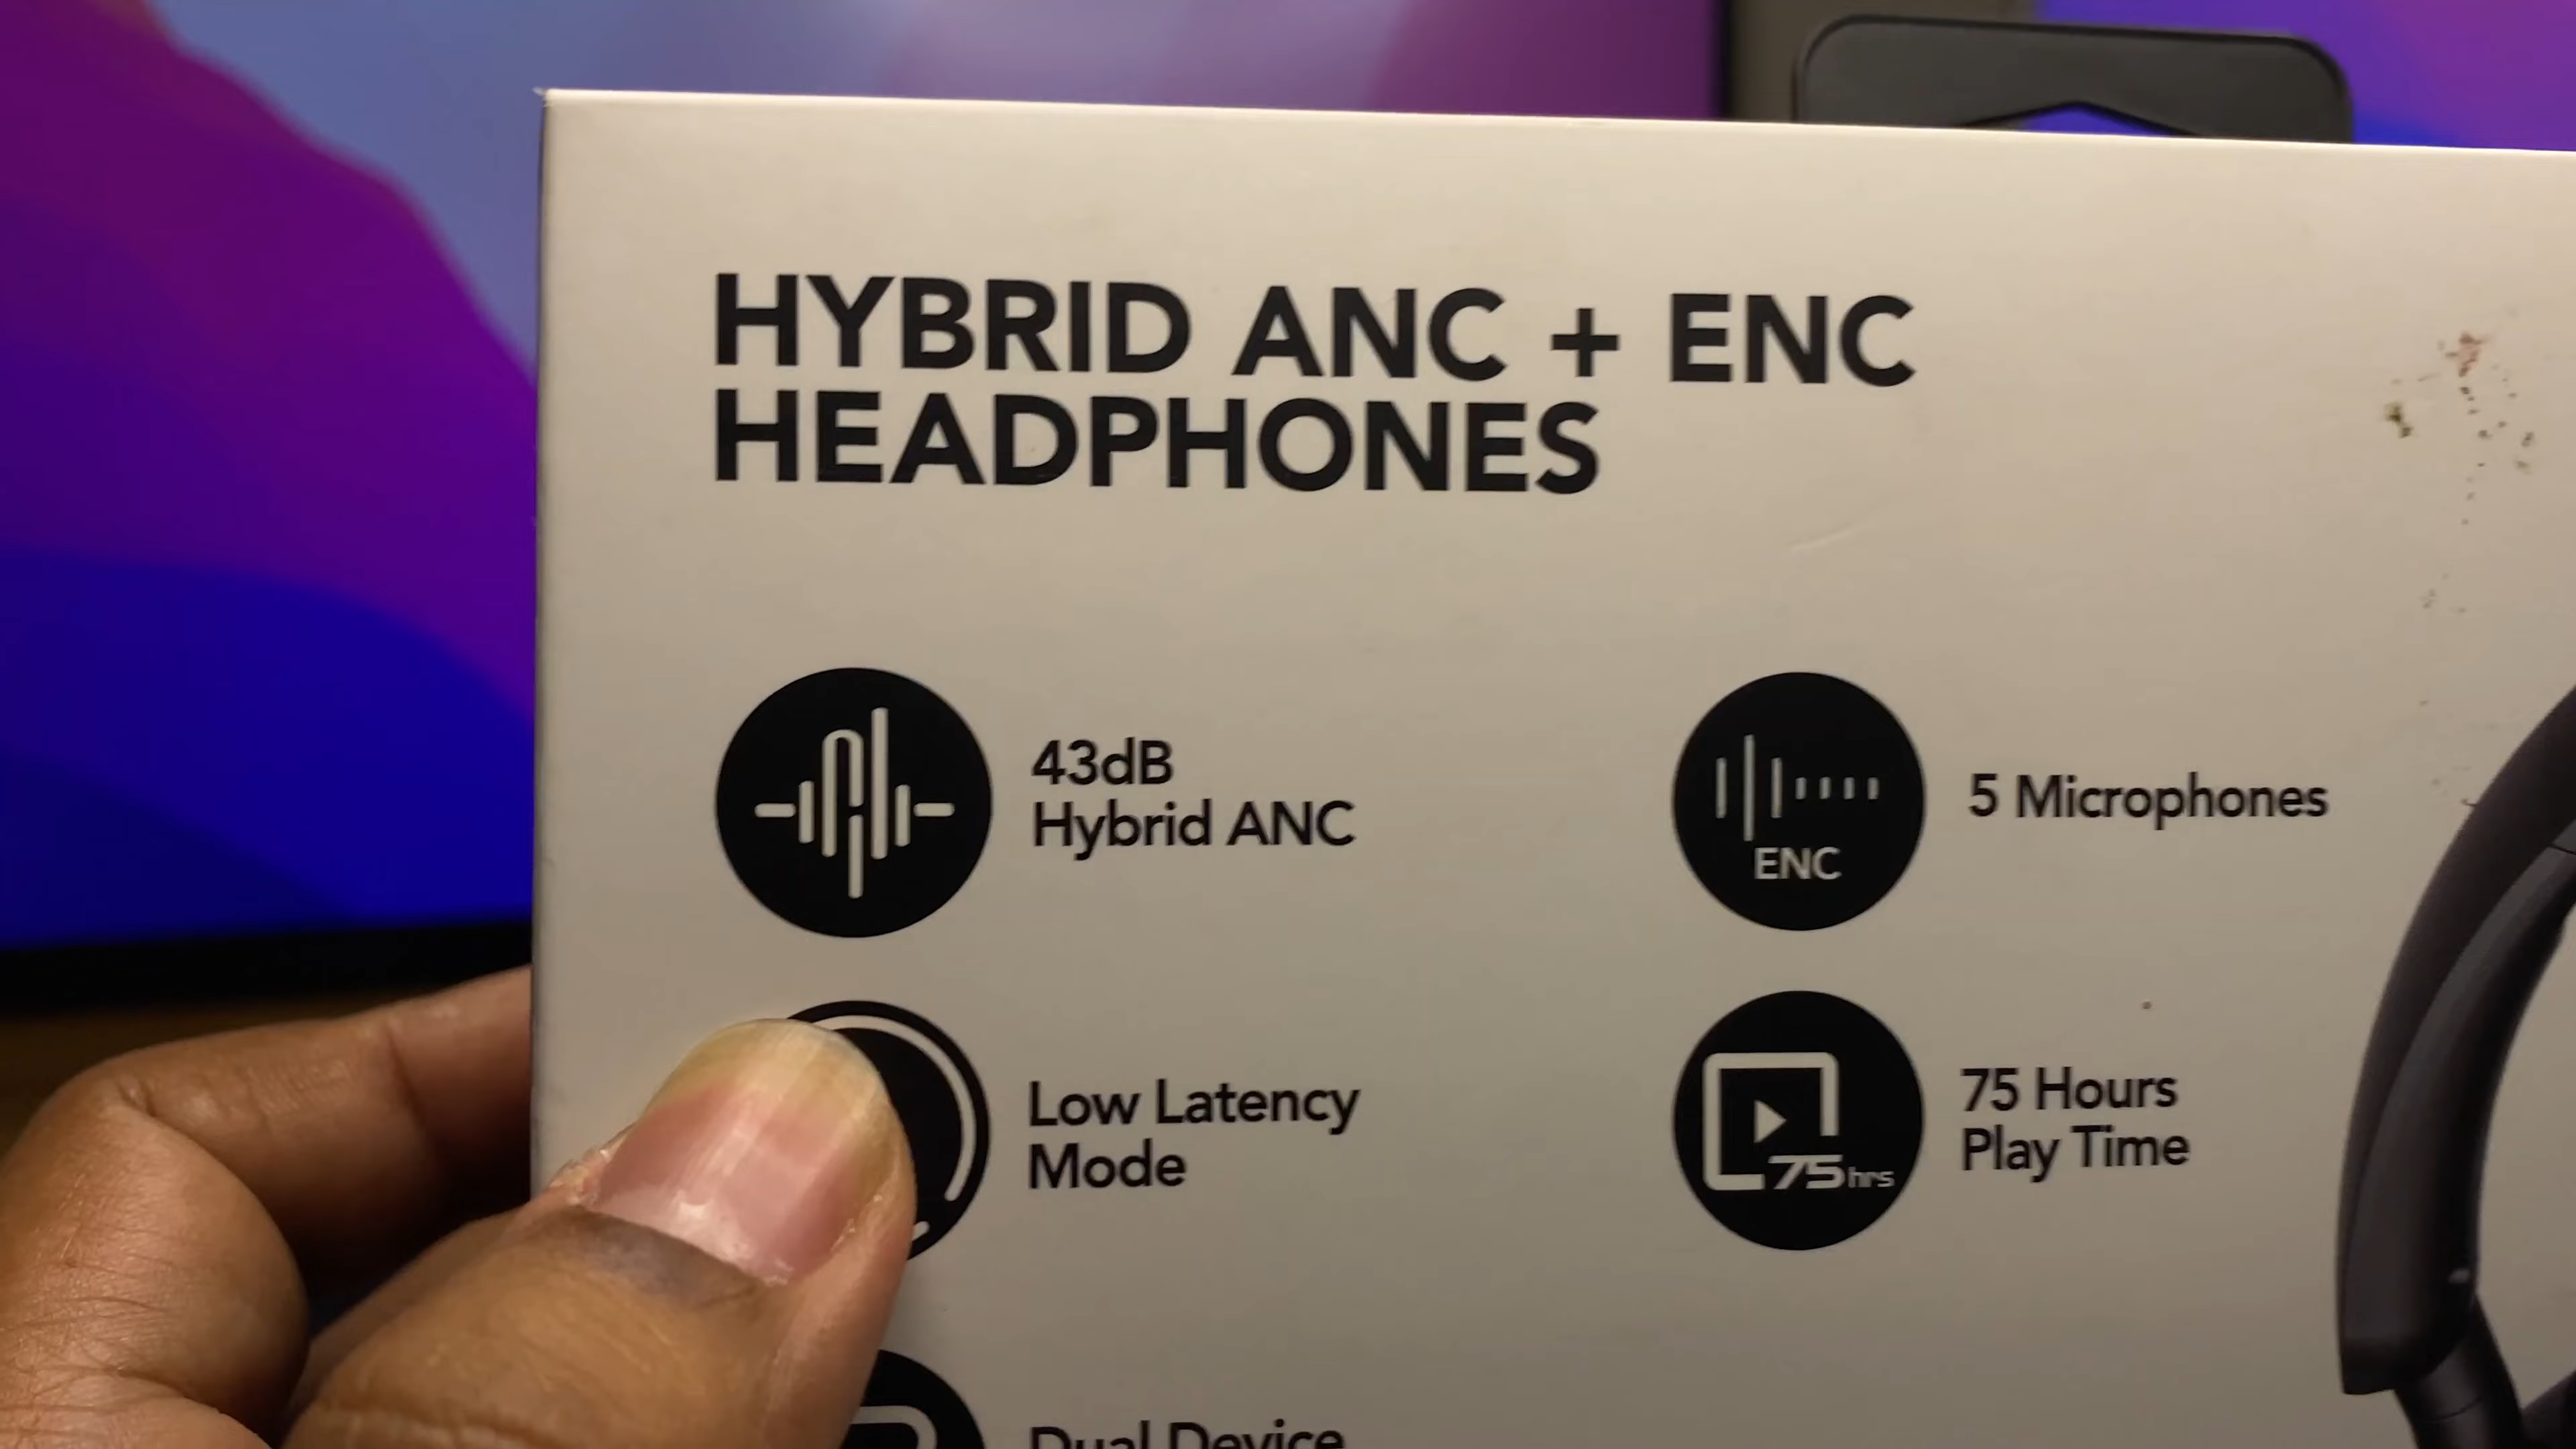 HYBRID ANC + ENC
HEADPHONES
43dB
Hybrid ANC
ENC
5 Microphones
Low Latency
Mode
75hrs
75 Hours
Play Time
Dual Device